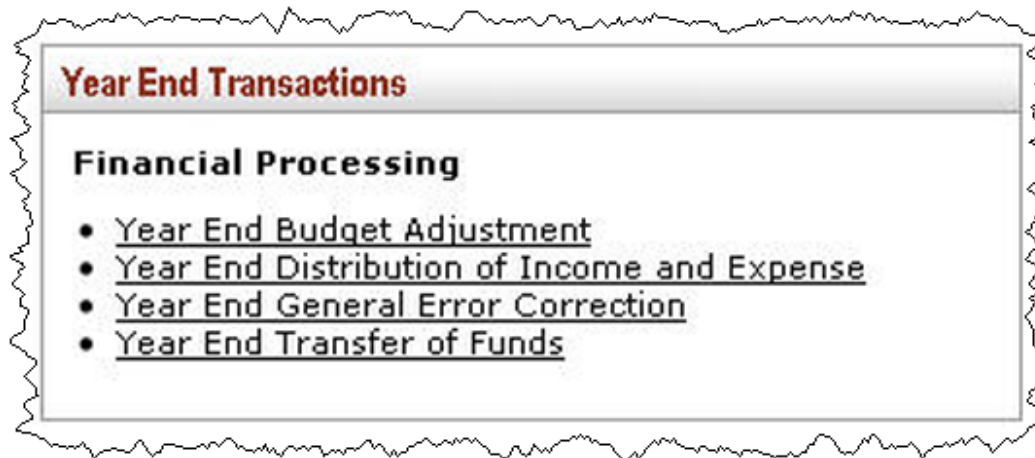 Year End Transactions
Financial Processing
• Year End Budget Adjustment
• Year End Distribution of Income and Expense
• Year End General Error Correction
• Year End Transfer of Funds